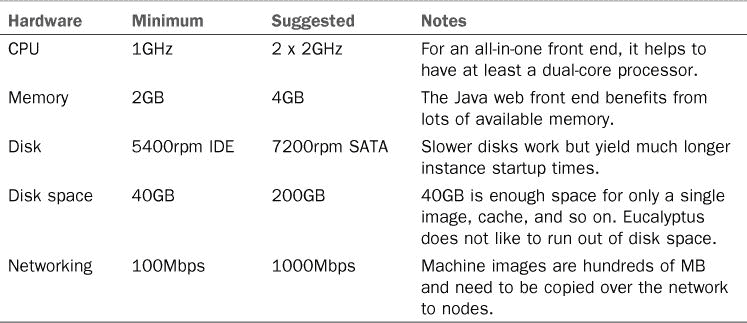 Hardware Minimum Suggested Notes
CPU 1GHz 2 x 2GHz For an all-in-one front end, it helps to
have at least a dual-core processor.
Memory 2GB 4GB The Java web front end benefits from
lots of available memory.
Disk 5400rpm IDE 7200rpm SATA Slower disks work but yield much longer
instance startup times.
Disk space 40GB 200GB 40GB is enough space for only a single
image, cache, and so on. Eucalyptus
does not like to run out of disk space.
Networking 100Mbps 1000Mbps Machine images are hundreds of MB
and need to be copied over the network
to nodes.